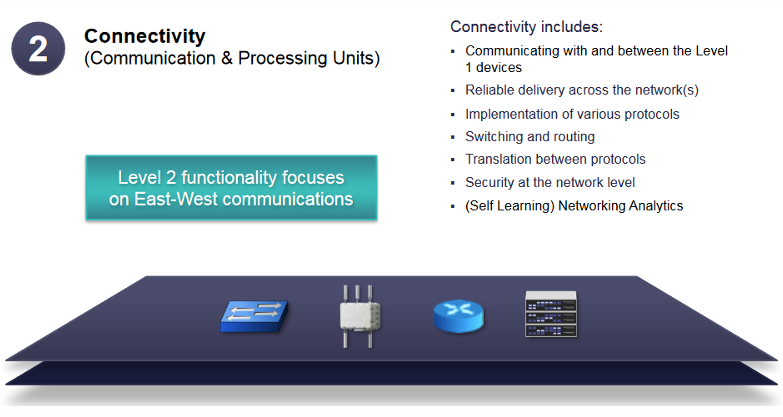 2
Connectivity
(Communication & Processing Units)
Level 2 functionality focuses
on East-West communications
Connectivity includes:
▪ Communicating with and between the Level
1 devices
▪ Reliable delivery across the network(s)
▪ Implementation of various protocols
▪ Switching and routing
▪ Translation between protocols
▪ Security at the network level
▪ (Self Learning) Networking Analytics